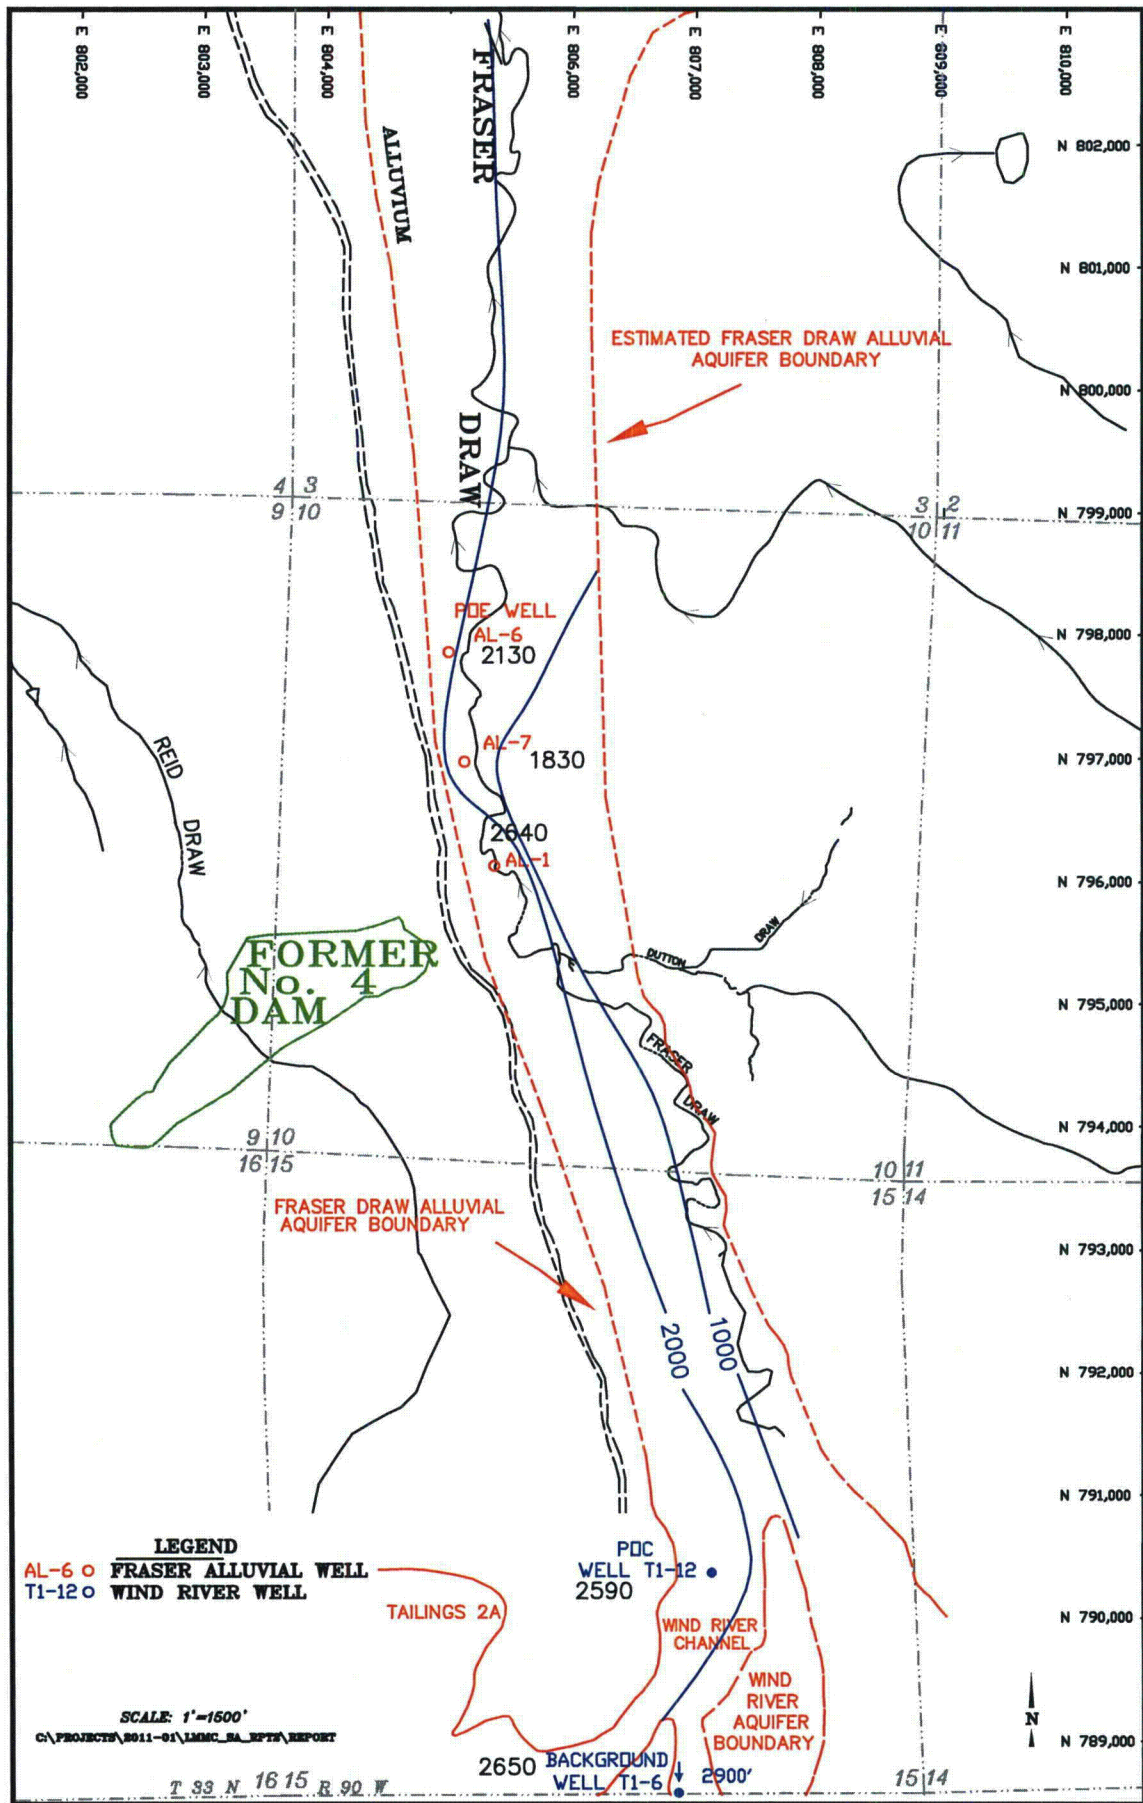 E 802,000
E 803,000
E 804,000
E 806,000
E 807,000
E 808,000
E 809,000
E 810,000
FRASER
DRAW
ALLUVIUM
N 802,000
N 801,000
N 800,000
N 799,000
N 798,000
N 797,000
N 796,000
N 795,000
N 794,000
N 793,000
N 792,000
N 791,000
N 790,000
N 789,000
ESTIMATED FRASER DRAW ALLUVIAL
AQUIFER BOUNDARY
4 3
9 10
3 2
10 11
POE WELL
AL-6
2130
AL-7
1830
2640
AL-1
REID
DRAW
DUTTON
DRAW
FORMER
No. 4
DAM
FRASER
DRAW
9 10
16 15
10 11
15 14
FRASER DRAW ALLUVIAL
AQUIFER BOUNDARY
2000
1000
LEGEND
AL-6 FRASER ALLUVIAL WELL
T1-12 WIND RIVER WELL
POC
WELL T1-12
2590
TAILINGS 2A
WIND RIVER
CHANNEL
WIND
RIVER
AQUIFER
BOUNDARY
N
SCALE: 1"=1500'
C:\PROJECTS\2011-01\LMMC_SA_RPTS\REPORT
2650
BACKGROUND
WELL T1-6
2900'
T 33 N 16 15 R 90 W
15 14